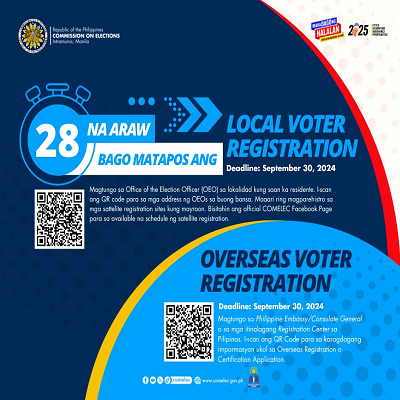 Republic of the Philippines
COMMISSION ON ELECTIONS
Intramuros, Manila
HALALAN
2025
28
NA ARAW
BAGO MATAPOS ANG
LOCAL VOTER
REGISTRATION
Deadline: September 30, 2024
Magtungo sa Office of the Election Officer (OEO) sa lokalidad kung saan ka residente. I-scan
ang QR code para sa mga address ng OEOs sa buong bansa. Maaari ring magparehistro sa
mga sattelite registration sites kung mayroon. Bisitahin ang official COMELEC Facebook Page
para sa available na schedule ng satellite registration.
OVERSEAS VOTER
REGISTRATION
Deadline: September 30, 2024
Magtungo sa Philippine Embassy/Consulate General
o sa mga itinalagang Registration Center sa
Pilipinas. I-scan ang QR Code para sa karagdagang
impormasyon ukol sa Overseas Registration o
Certification Application.
comelec
www.comelec.gov.ph